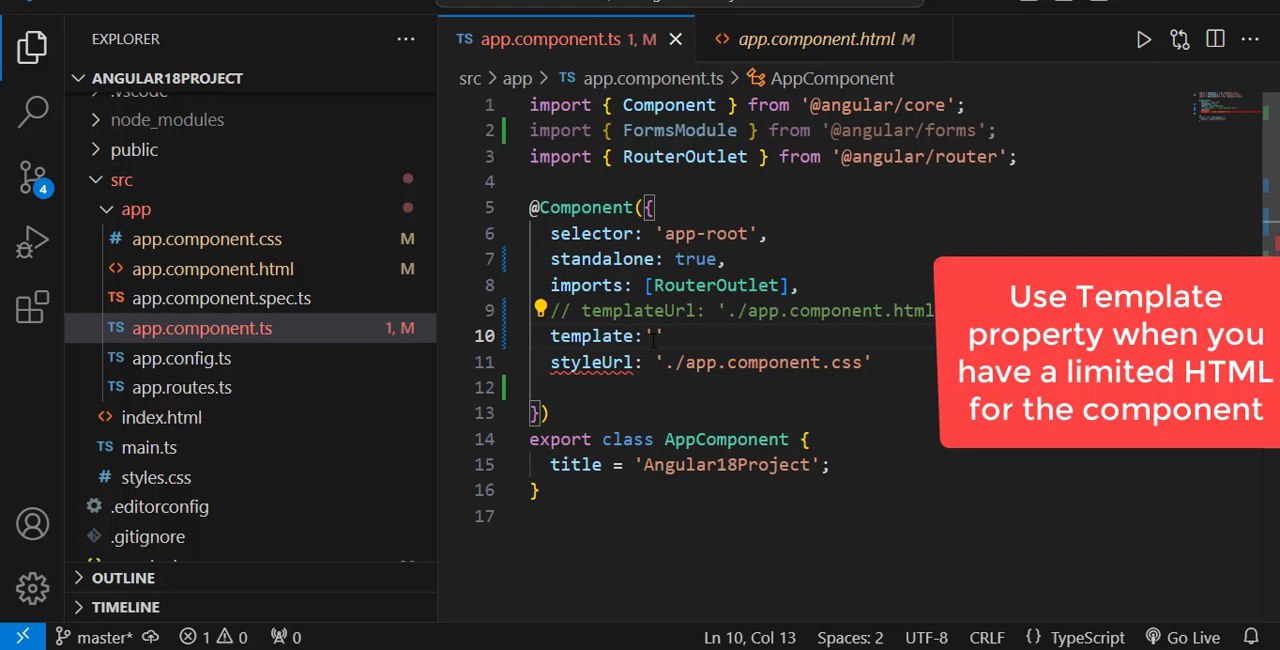 EXPLORER
ANGULAR18PROJECT
node_modules
public
src
app
app.component.css M
app.component.html M
app.component.spec.ts
app.component.ts 1, M
app.config.ts
app.routes.ts
index.html
main.ts
styles.css
.editorconfig
.gitignore
OUTLINE
TIMELINE
4
TS app.component.ts 1, M
app.component.html M
src > app > TS app.component.ts > AppComponent
1 import { Component } from '@angular/core';
2 import { FormsModule } from '@angular/forms';
3 import { RouterOutlet } from '@angular/router';
4
5 @Component({
6 selector: 'app-root',
7 standalone: true,
8 imports: [RouterOutlet],
9 // templateUrl: './app.component.html
10 template:''
11 styleUrl: './app.component.css'
12
13 })
14 export class AppComponent {
15 title = 'Angular18Project';
16 }
17
Use Template
property when you
have a limited HTML
for the component
master* 1 0 0 Ln 10, Col 13 Spaces: 2 UTF-8 CRLF {} TypeScript Go Live